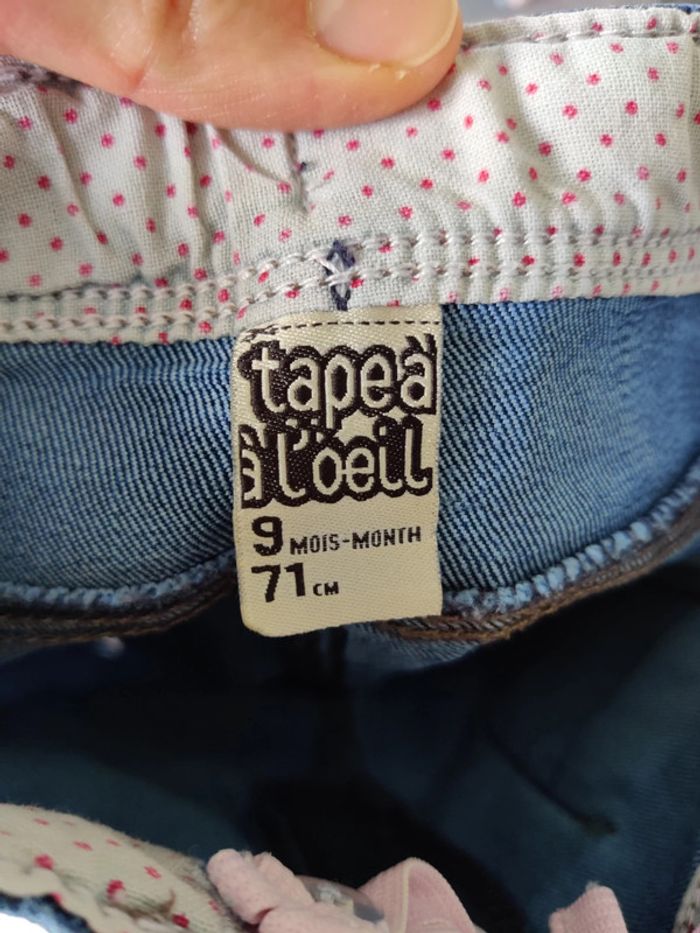 tapeà
à l'oeil
9 MOIS-MONTH
71 CM